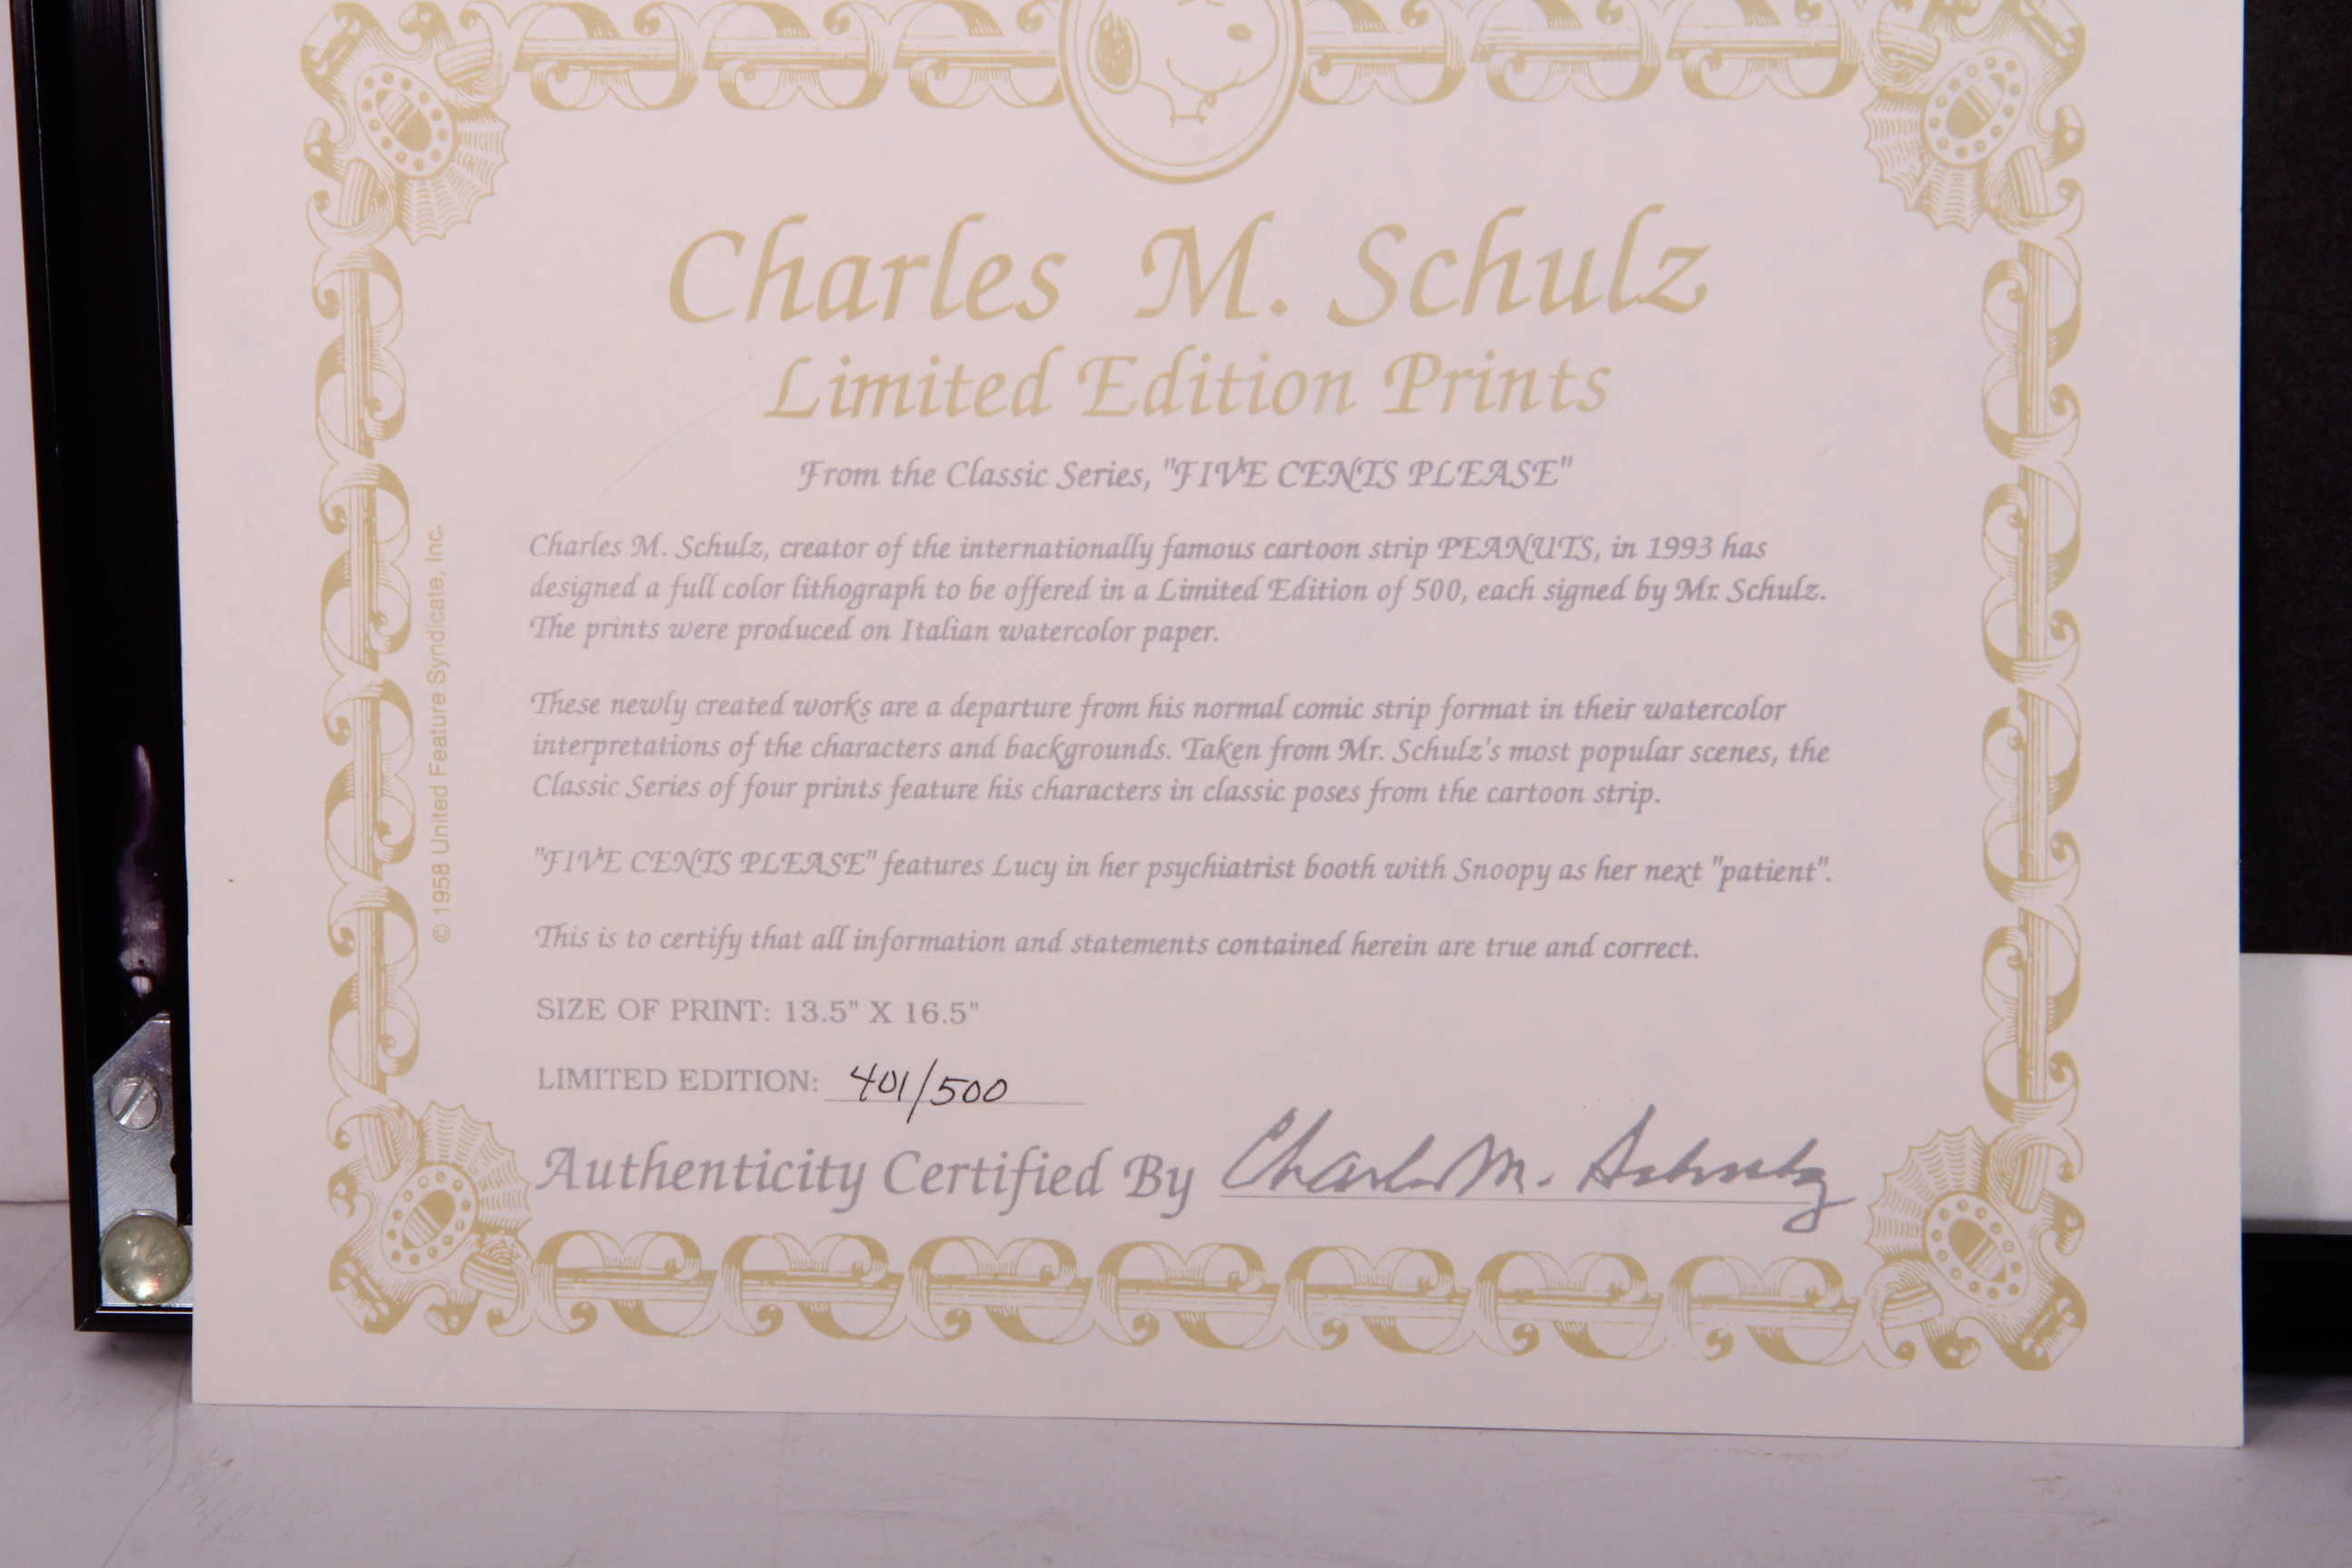 Charles M. Schulz
Limited Edition Prints
From the Classic Series, "FIVE CENTS PLEASE"
Charles M. Schulz, creator of the internationally famous cartoon strip PEANUTS, in 1993 has
designed a full color lithograph to be offered in a Limited Edition of 500, each signed by Mr. Schulz.
The prints were produced on Italian watercolor paper.
These newly created works are a departure from his normal comic strip format in their watercolor
interpretations of the characters and backgrounds. Taken from Mr. Schulz's most popular scenes, the
Classic Series of four prints feature his characters in classic poses from the cartoon strip.
"FIVE CENTS PLEASE" features Lucy in her psychiatrist booth with Snoopy as her next "patient".
This is to certify that all information and statements contained herein are true and correct.
SIZE OF PRINT: 13.5" X 16.5"
LIMITED EDITION: 401/500
Authenticity Certified By Charles M. Schulz
© 1958 United Feature Syndicate, Inc.